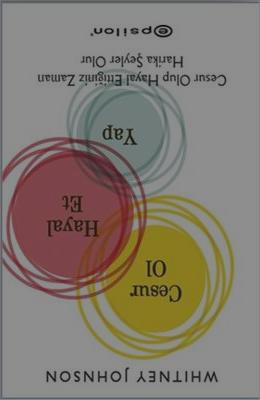 WHITNEY JOHNSON
Cesur
Ol
Hayal
Et
Yap
Cesur Olup Hayal Ettiğiniz Zaman
Harika Şeyler Olur
epsilon®